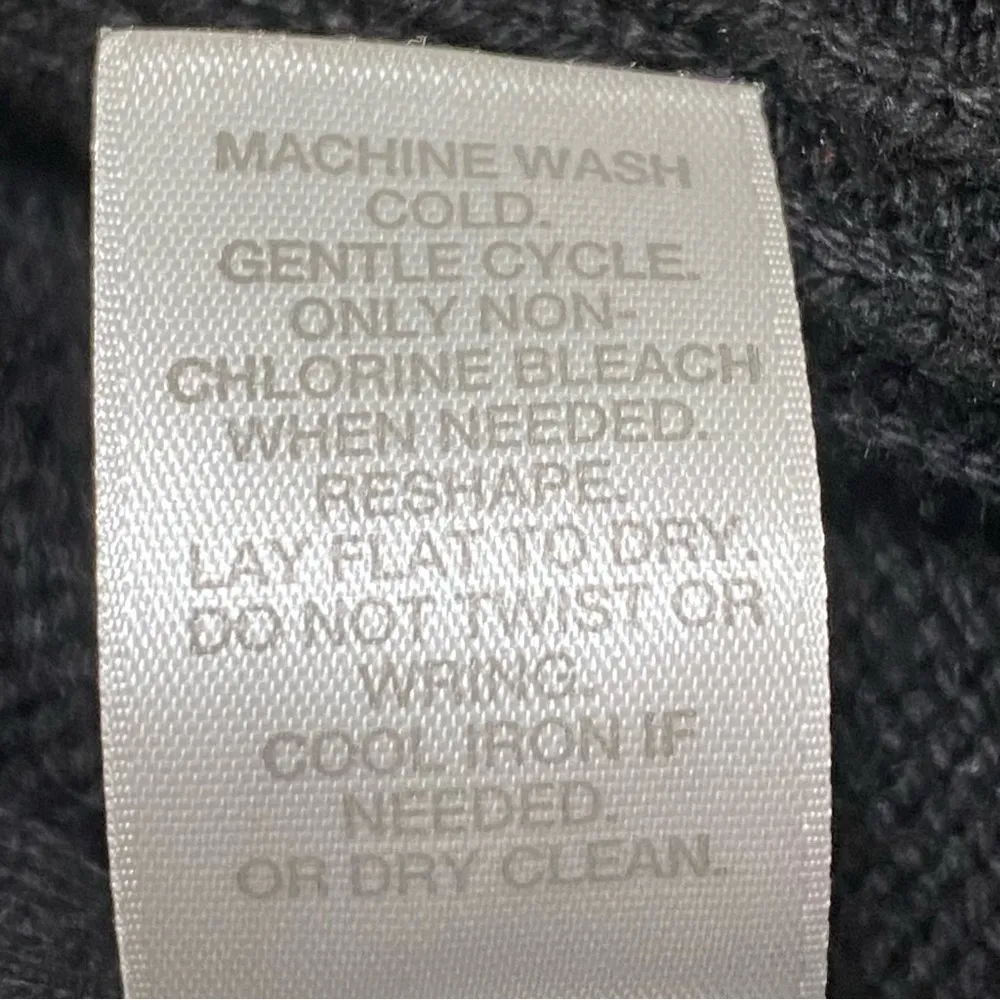 MACHINE WASH
COLD.
GENTLE CYCLE.
ONLY NON-
CHLORINE BLEACH
WHEN NEEDED.
RESHAPE.
LAY FLAT TO DRY.
DO NOT TWIST OR
WRING.
COOL IRON IF
NEEDED.
OR DRY CLEAN.